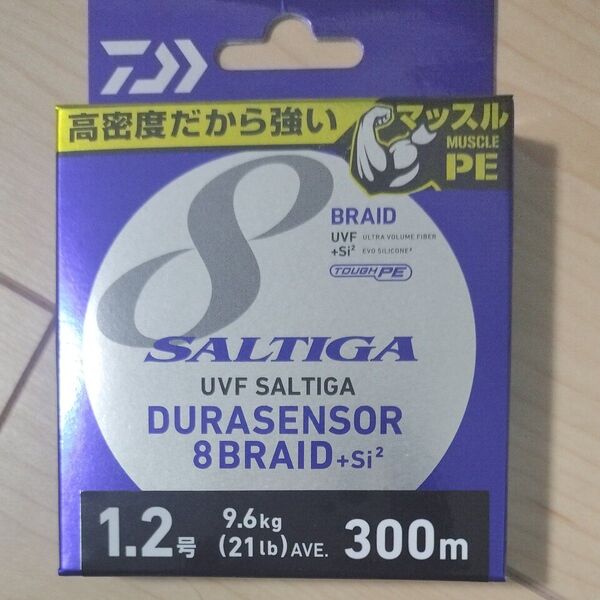 高密度だから強い
マッスル
MUSCLE
PE
8
BRAID
UVF ULTRA VOLUME FIBER
+Si² EVO SILICONE²
TOUGH PE
SALTIGA
UVF SALTIGA
DURASENSOR
8BRAID+Si²
1.2号 9.6kg (21lb) AVE. 300m